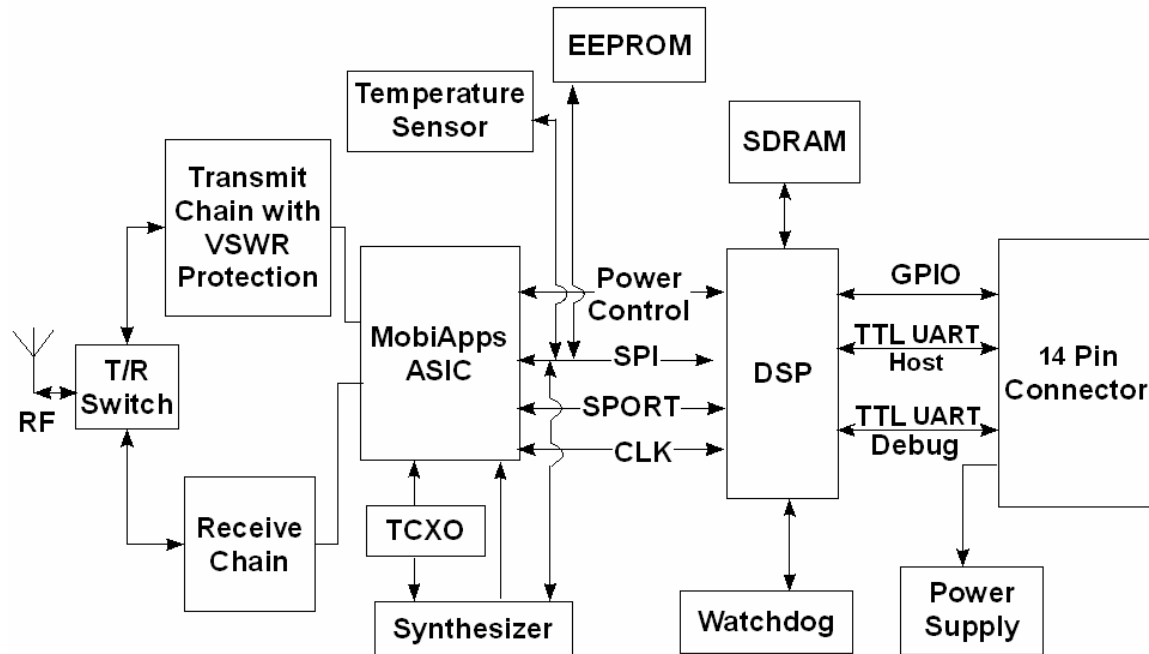 EEPROM
Temperature
Sensor
SDRAM
Transmit
Chain with
VSWR
Protection
Power
Control
GPIO
MobiApps
ASIC
TTL UART
Host
14 Pin
Connector
SPI
DSP
T/R
Switch
RF
SPORT
TTL UART
Debug
CLK
Receive
Chain
TCXO
Synthesizer
Watchdog
Power
Supply